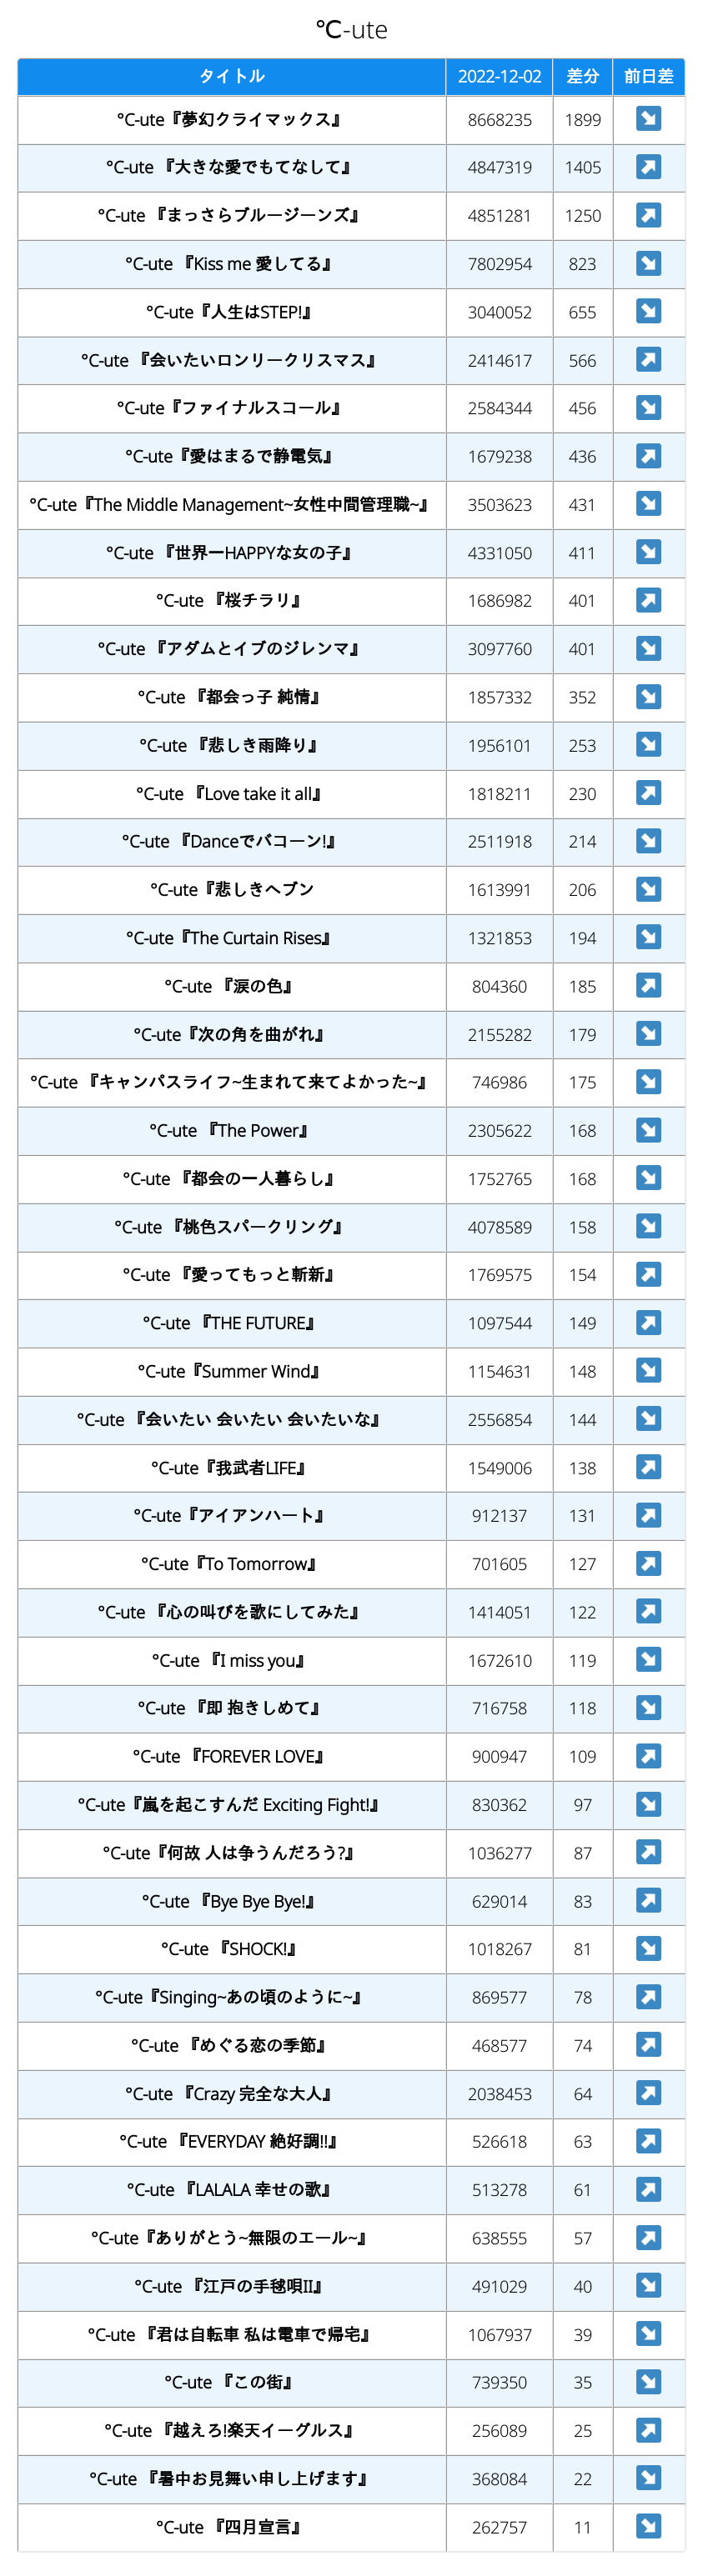 ℃-ute
タイトル 2022-12-02 差分 前日差
°C-ute『夢幻クライマックス』 8668235 1899 ↘
°C-ute 『大きな愛でもてなして』 4847319 1405 ↗
°C-ute 『まっさらブルージーンズ』 4851281 1250 ↗
°C-ute 『Kiss me 愛してる』 7802954 823 ↘
°C-ute『人生はSTEP!』 3040052 655 ↘
°C-ute 『会いたいロンリークリスマス』 2414617 566 ↗
°C-ute『ファイナルスコール』 2584344 456 ↘
°C-ute『愛はまるで静電気』 1679238 436 ↗
°C-ute『The Middle Management~女性中間管理職~』 3503623 431 ↘
°C-ute 『世界一HAPPYな女の子』 4331050 411 ↘
°C-ute 『桜チラリ』 1686982 401 ↗
°C-ute 『アダムとイブのジレンマ』 3097760 401 ↘
°C-ute 『都会っ子 純情』 1857332 352 ↘
°C-ute 『悲しき雨降り』 1956101 253 ↘
°C-ute 『Love take it all』 1818211 230 ↗
°C-ute 『Danceでバコーン!』 2511918 214 ↘
°C-ute『悲しきヘブン 1613991 206 ↘
°C-ute『The Curtain Rises』 1321853 194 ↘
°C-ute 『涙の色』 804360 185 ↗
°C-ute『次の角を曲がれ』 2155282 179 ↘
°C-ute 『キャンパスライフ~生まれて来てよかった~』 746986 175 ↘
°C-ute 『The Power』 2305622 168 ↘
°C-ute 『都会の一人暮らし』 1752765 168 ↘
°C-ute 『桃色スパークリング』 4078589 158 ↘
°C-ute 『愛ってもっと斬新』 1769575 154 ↗
°C-ute 『THE FUTURE』 1097544 149 ↗
°C-ute『Summer Wind』 1154631 148 ↘
°C-ute 『会いたい 会いたい 会いたいな』 2556854 144 ↘
°C-ute『我武者LIFE』 1549006 138 ↗
°C-ute『アイアンハート』 912137 131 ↗
°C-ute『To Tomorrow』 701605 127 ↗
°C-ute 『心の叫びを歌にしてみた』 1414051 122 ↗
°C-ute 『I miss you』 1672610 119 ↘
°C-ute 『即 抱きしめて』 716758 118 ↘
°C-ute 『FOREVER LOVE』 900947 109 ↗
°C-ute『嵐を起こすんだ Exciting Fight!』 830362 97 ↘
°C-ute『何故 人は争うんだろう?』 1036277 87 ↗
°C-ute 『Bye Bye Bye!』 629014 83 ↗
°C-ute 『SHOCK!』 1018267 81 ↘
°C-ute『Singing~あの頃のように~』 869577 78 ↗
°C-ute 『めぐる恋の季節』 468577 74 ↗
°C-ute 『Crazy 完全な大人』 2038453 64 ↗
°C-ute 『EVERYDAY 絶好調!!』 526618 63 ↗
°C-ute 『LALALA 幸せの歌』 513278 61 ↗
°C-ute『ありがとう~無限のエール~』 638555 57 ↗
°C-ute 『江戸の手毬唄II』 491029 40 ↘
°C-ute 『君は自転車 私は電車で帰宅』 1067937 39 ↘
°C-ute 『この街』 739350 35 ↘
°C-ute 『越えろ!楽天イーグルス』 256089 25 ↗
°C-ute 『暑中お見舞い申し上げます』 368084 22 ↘
°C-ute 『四月宣言』 262757 11 ↘